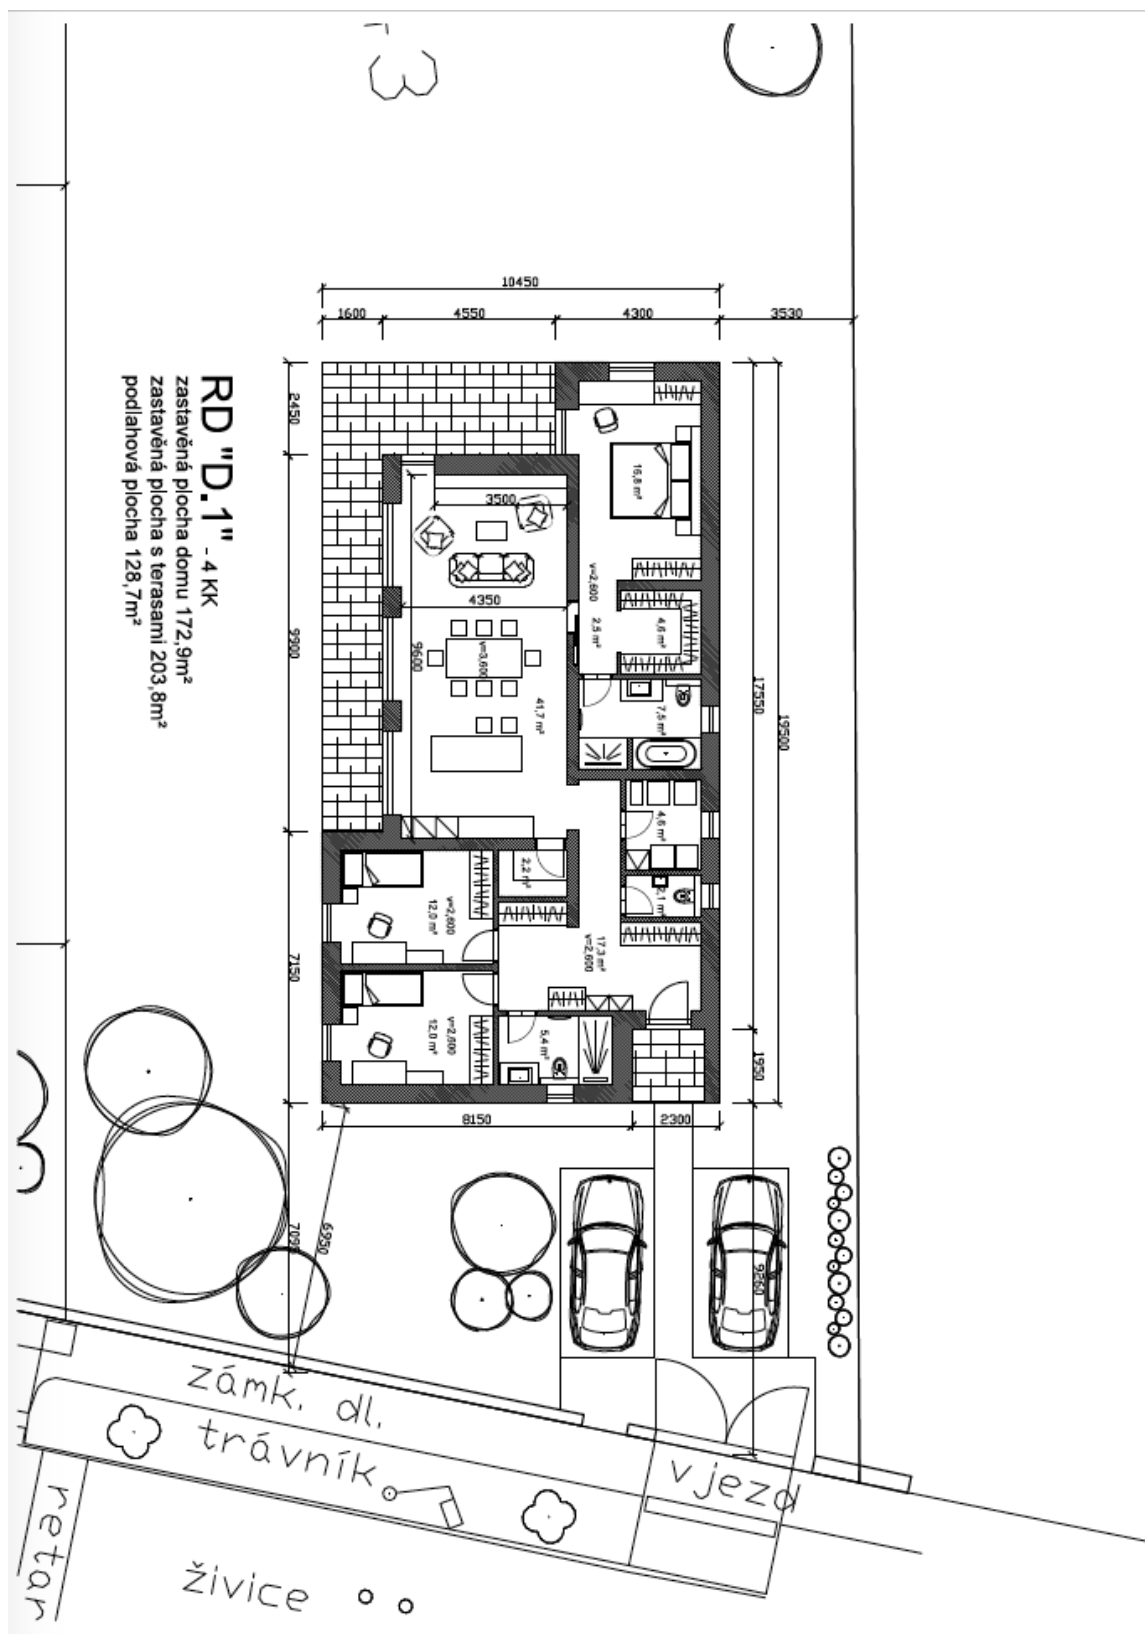 3
10450
1600
4550
4300
3530
RD "D.1" - 4 KK
zastavěná plocha domu 172,9m²
zastavěná plocha s terasami 203,8m²
podlahová plocha 128,7m²
2450
9900
7150
17550
19500
1950
16,8 m²
3500
v=2,600
2,5 m²
4,6 m²
4350
9600
v=3,600
41,7 m²
7,5 m²
4,6 m²
2,2 m²
2,1 m²
v=2,600
12,0 m²
17,3 m²
v=2,600
v=2,600
12,0 m²
5,4 m²
8150
2300
6950
9260
zámk. dl.
trávník
vjezd
retar
živice